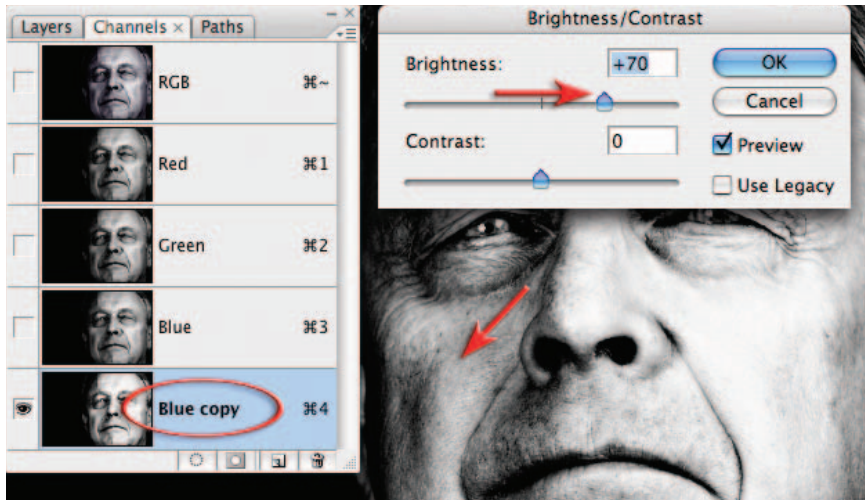 Layers Channels × Paths
RGB ⌘~
Red ⌘1
Green ⌘2
Blue ⌘3
Blue copy ⌘4
Brightness/Contrast
Brightness: +70
OK
Cancel
Contrast: 0
Preview
Use Legacy